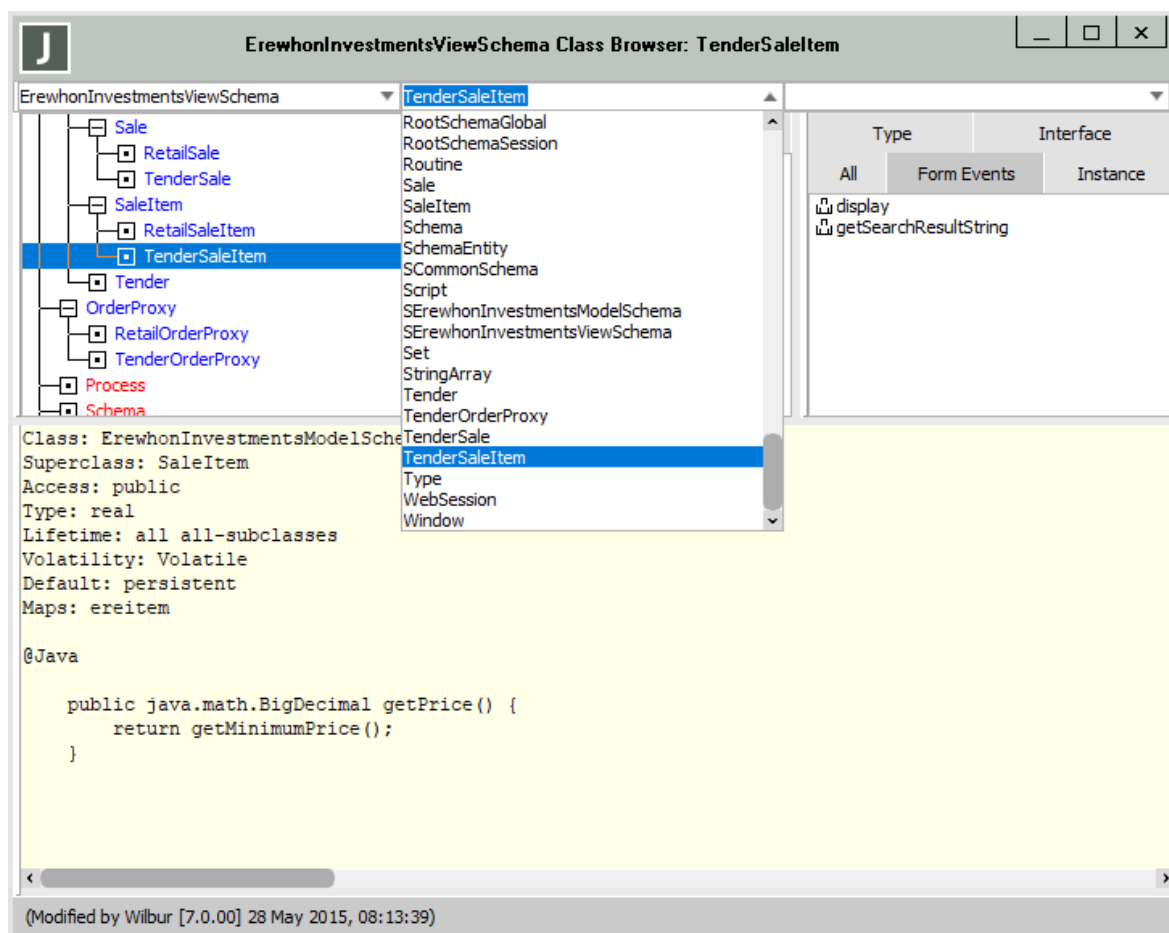 J
ErewhonInvestmentsViewSchema Class Browser: TenderSaleItem
ErewhonInvestmentsViewSchema
TenderSaleItem
Sale
RetailSale
TenderSale
SaleItem
RetailSaleItem
TenderSaleItem
Tender
OrderProxy
RetailOrderProxy
TenderOrderProxy
Process
Schema
RootSchemaGlobal
RootSchemaSession
Routine
Sale
SaleItem
Schema
SchemaEntity
SCommonSchema
Script
SErewhonInvestmentsModelSchema
SErewhonInvestmentsViewSchema
Set
StringArray
Tender
TenderOrderProxy
TenderSale
TenderSaleItem
Type
WebSession
Window
Type Interface
All Form Events Instance
display
getSearchResultString
Class: ErewhonInvestmentsModelSche
Superclass: SaleItem
Access: public
Type: real
Lifetime: all all-subclasses
Volatility: Volatile
Default: persistent
Maps: ereitem
@Java
public java.math.BigDecimal getPrice() {
return getMinimumPrice();
}
(Modified by Wilbur [7.0.00] 28 May 2015, 08:13:39)